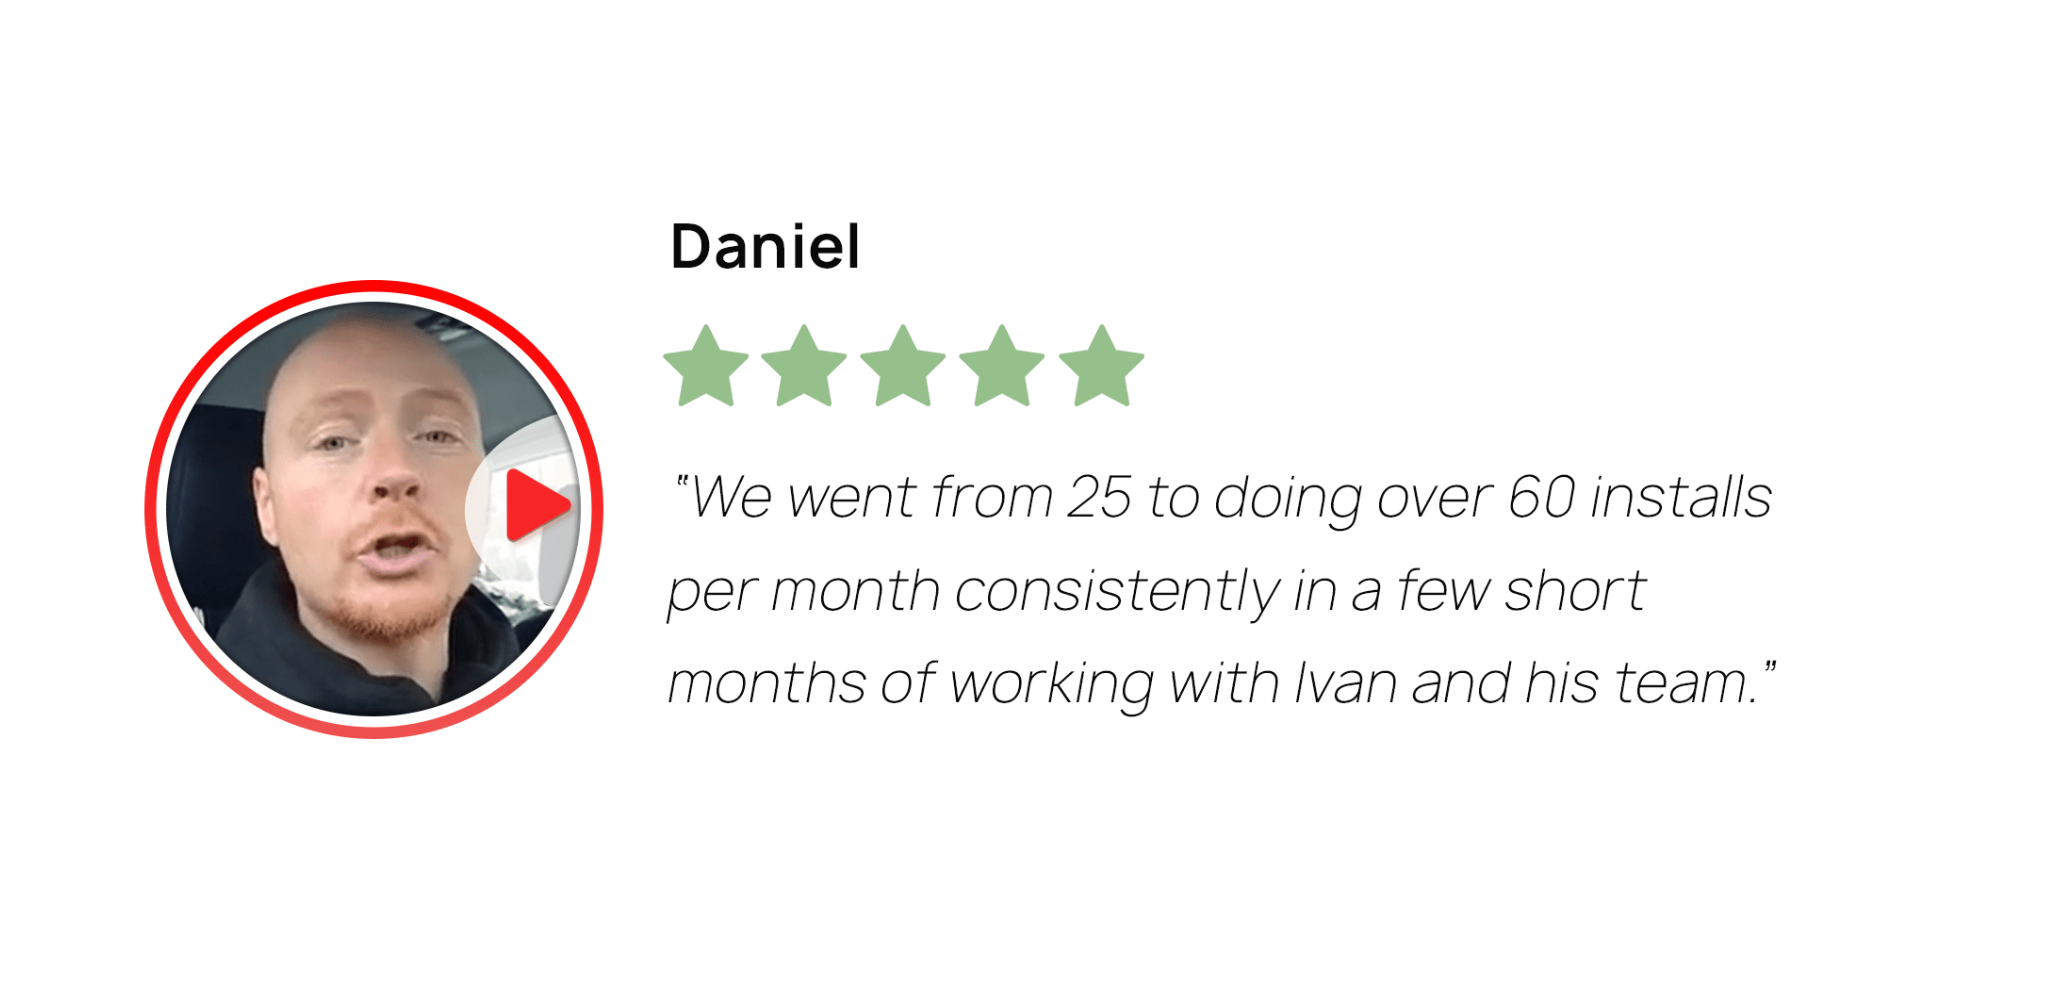 Daniel
“We went from 25 to doing over 60 installs
per month consistently in a few short
months of working with Ivan and his team.”